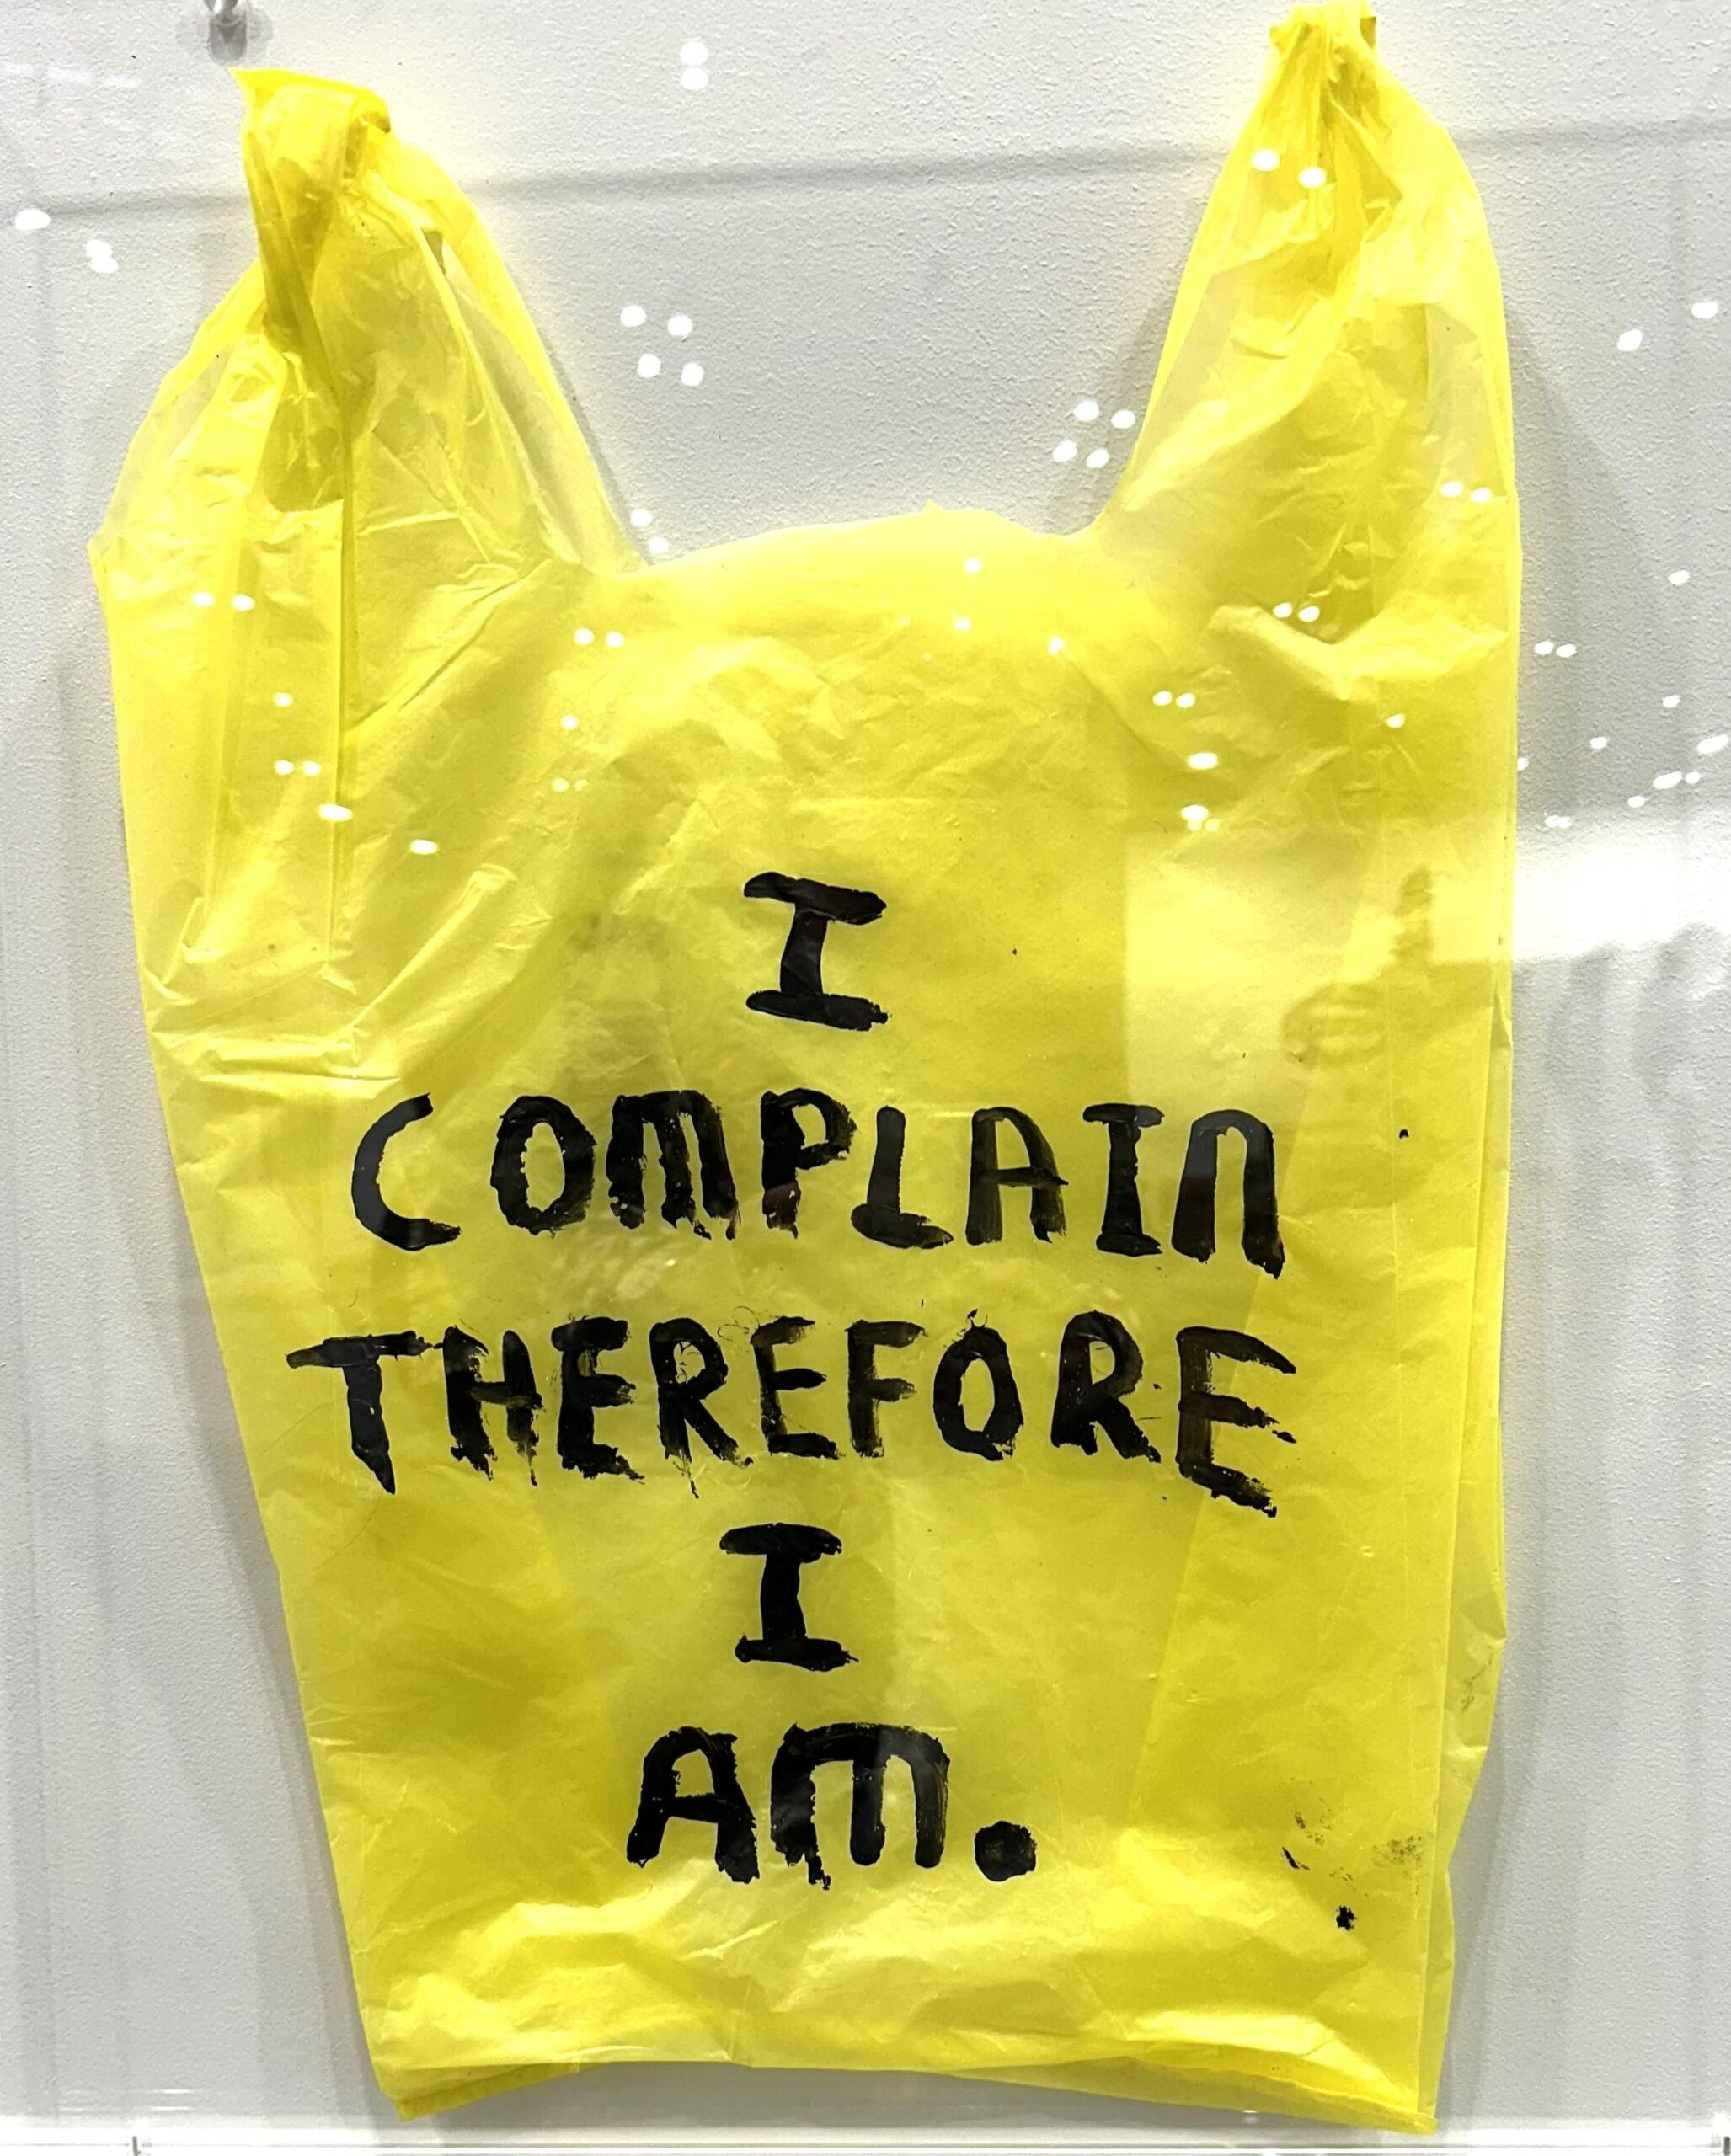 I
COMPLAIN
THEREFORE
I
AM.